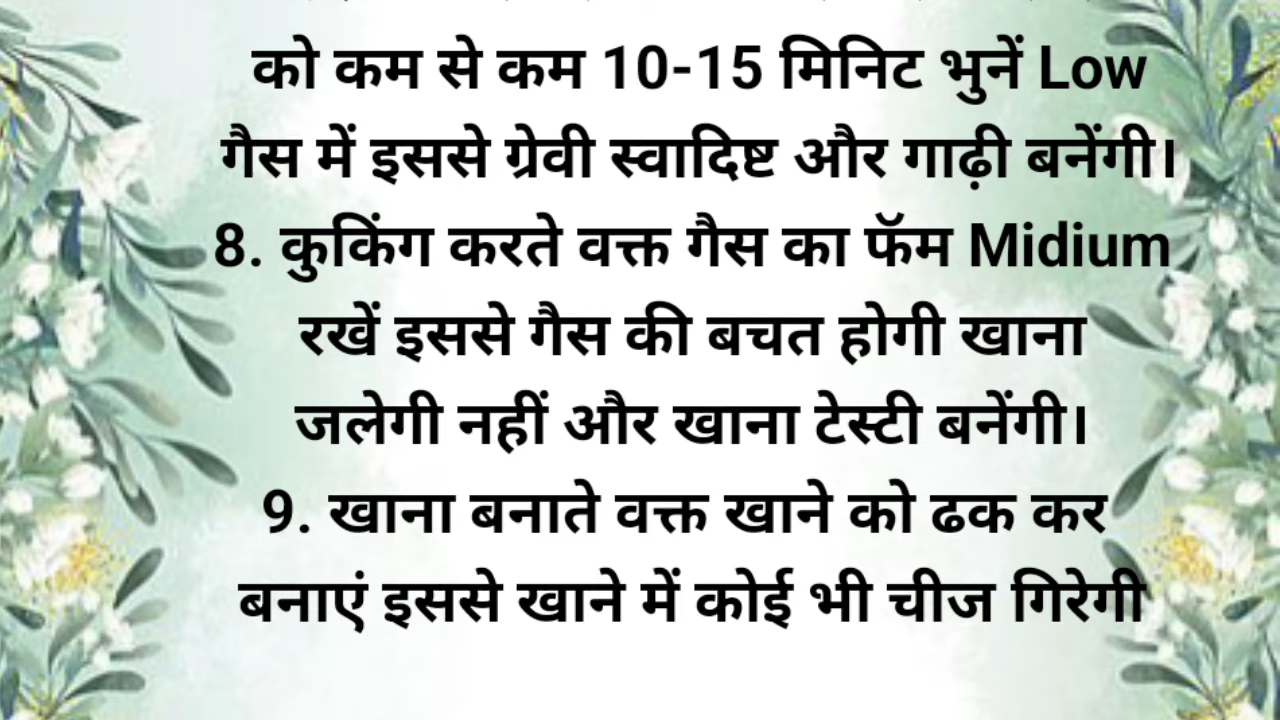 को कम से कम 10-15 मिनिट भुनें Low
गैस में इससे ग्रेवी स्वादिष्ट और गाढ़ी बनेंगी।
8. कुकिंग करते वक्त गैस का फॅम Midium
रखें इससे गैस की बचत होगी खाना
जलेगी नहीं और खाना टेस्टी बनेंगी।
9. खाना बनाते वक्त खाने को ढक कर
बनाएं इससे खाने में कोई भी चीज गिरेगी